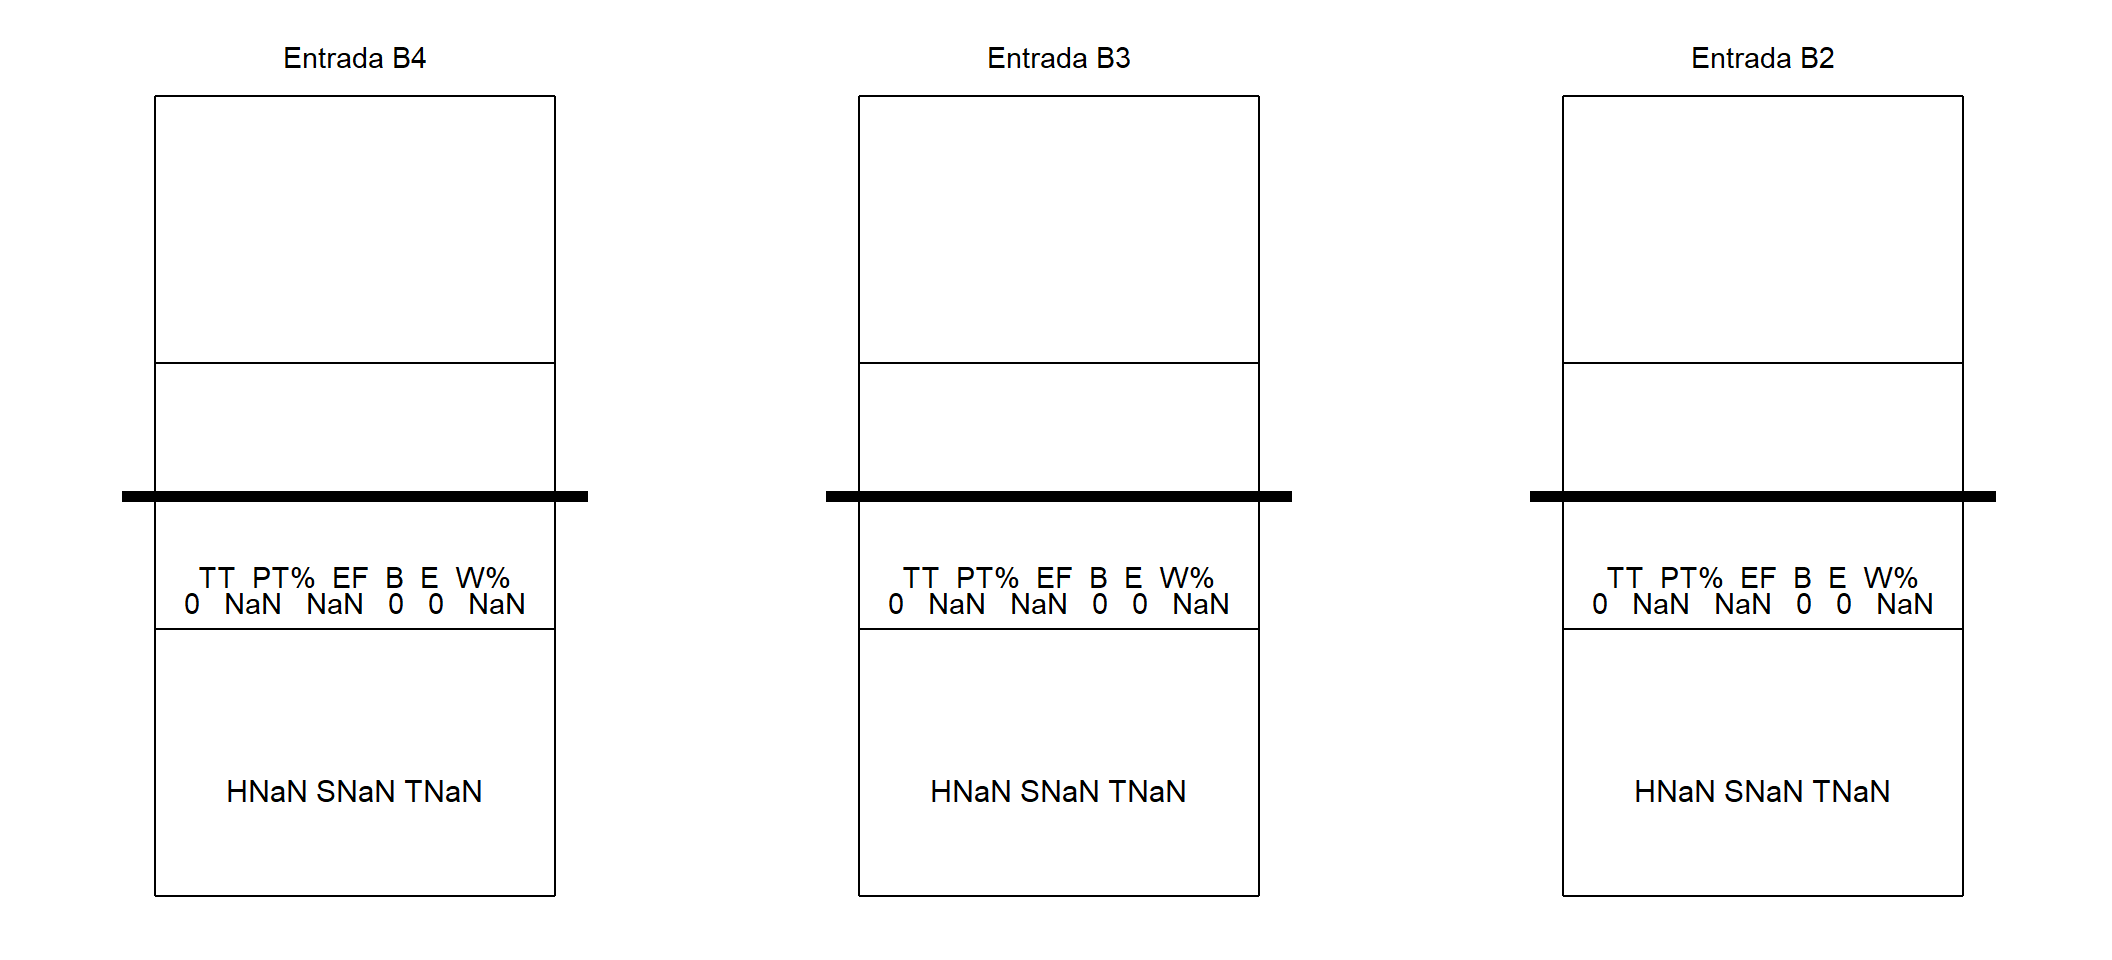 Entrada B4
TT PT% EF B E W%
0 NaN NaN 0 0 NaN
HNaN SNaN TNaN
Entrada B3
TT PT% EF B E W%
0 NaN NaN 0 0 NaN
HNaN SNaN TNaN
Entrada B2
TT PT% EF B E W%
0 NaN NaN 0 0 NaN
HNaN SNaN TNaN